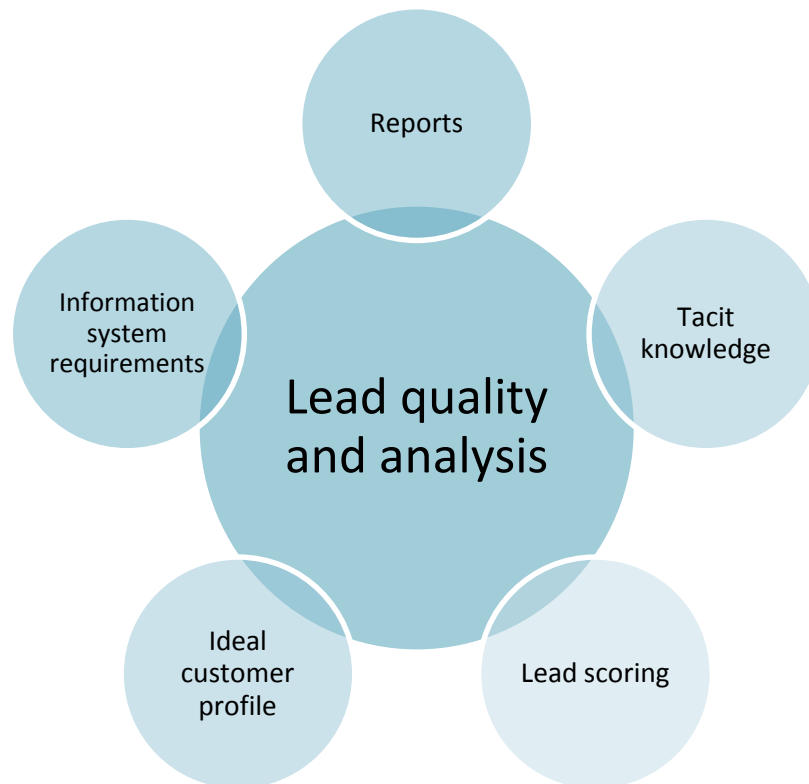 Reports
Information
system
requirements
Tacit
knowledge
Lead quality
and analysis
Ideal
customer
profile
Lead scoring